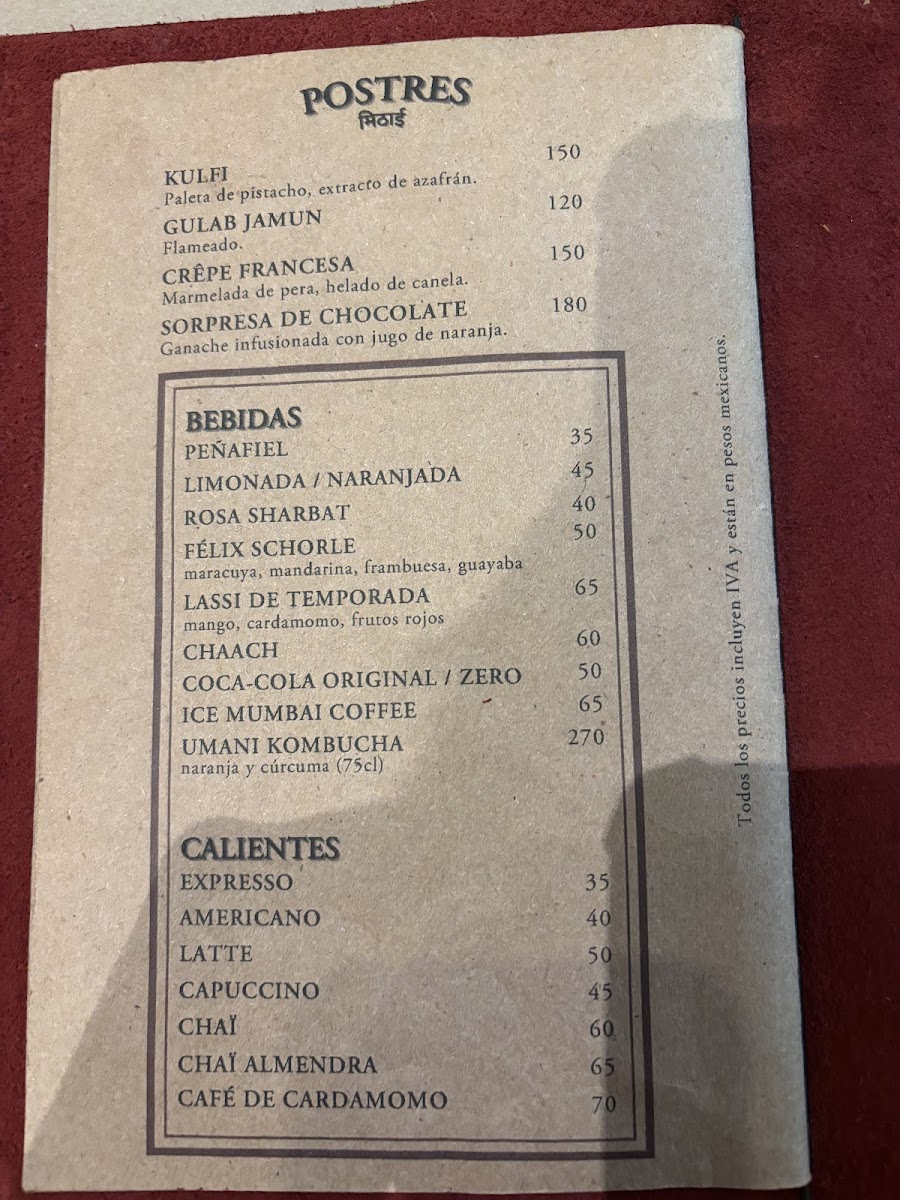 POSTRES
मिठाई
KULFI 150
Paleta de pistacho, extracto de azafrán.
GULAB JAMUN 120
Flameado.
CRÊPE FRANCESA 150
Marmelada de pera, helado de canela.
SORPRESA DE CHOCOLATE 180
Ganache infusionada con jugo de naranja.
BEBIDAS
PEÑAFIEL 35
LIMONADA / NARANJADA 45
ROSA SHARBAT 40
FÉLIX SCHORLE 50
maracuya, mandarina, frambuesa, guayaba
LASSI DE TEMPORADA 65
mango, cardamomo, frutos rojos
CHAACH 60
COCA-COLA ORIGINAL / ZERO 50
ICE MUMBAI COFFEE 65
UMANI KOMBUCHA 270
naranja y cúrcuma (75cl)
CALIENTES
EXPRESSO 35
AMERICANO 40
LATTE 50
CAPUCCINO 45
CHAÏ 60
CHAÏ ALMENDRA 65
CAFÉ DE CARDAMOMO 70
Todos los precios incluyen IVA y están en pesos mexicanos.